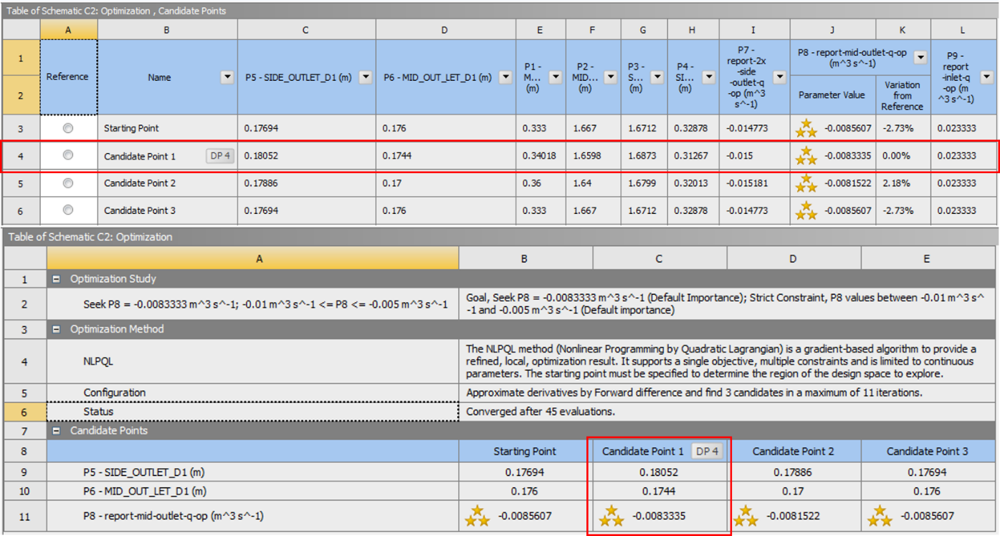 Table of Schematic C2: Optimization , Candidate Points
A B C D E F G H I J K L
1 Reference Name P5 - SIDE_OUTLET_D1 (m) P6 - MID_OUT_LET_D1 (m) P1 - M... (m) P2 - MID... (m) P3 - S... (m) P4 - SI... (m) P7 - report-2x -side -outlet-q -op (m^3 s^-1) P8 - report-mid-outlet-q-op (m^3 s^-1) P9 - report -inlet-q -op (m ^3 s^-1)
2 Parameter Value Variation from Reference
3 Starting Point 0.17694 0.176 0.333 1.667 1.6712 0.32878 -0.014773 -0.0085607 -2.73% 0.023333
4 Candidate Point 1 DP 4 0.18052 0.1744 0.34018 1.6598 1.6873 0.31267 -0.015 -0.0083335 0.00% 0.023333
5 Candidate Point 2 0.17886 0.17 0.36 1.64 1.6799 0.32013 -0.015181 -0.0081522 2.18% 0.023333
6 Candidate Point 3 0.17694 0.176 0.333 1.667 1.6712 0.32878 -0.014773 -0.0085607 -2.73% 0.023333
Table of Schematic C2: Optimization
A B C D E
1 Optimization Study
2 Seek P8 = -0.0083333 m^3 s^-1; -0.01 m^3 s^-1 <= P8 <= -0.005 m^3 s^-1 Goal, Seek P8 = -0.0083333 m^3 s^-1 (Default Importance); Strict Constraint, P8 values between -0.01 m^3 s^
-1 and -0.005 m^3 s^-1 (Default importance)
3 Optimization Method
4 NLPQL The NLPQL method (Nonlinear Programming by Quadratic Lagrangian) is a gradient-based algorithm to provide a
refined, local, optimization result. It supports a single objective, multiple constraints and is limited to continuous
parameters. The starting point must be specified to determine the region of the design space to explore.
5 Configuration Approximate derivatives by Forward difference and find 3 candidates in a maximum of 11 iterations.
6 Status Converged after 45 evaluations.
7 Candidate Points
8 Starting Point Candidate Point 1 DP 4 Candidate Point 2 Candidate Point 3
9 P5 - SIDE_OUTLET_D1 (m) 0.17694 0.18052 0.17886 0.17694
10 P6 - MID_OUT_LET_D1 (m) 0.176 0.1744 0.17 0.176
11 P8 - report-mid-outlet-q-op (m^3 s^-1) -0.0085607 -0.0083335 -0.0081522 -0.0085607